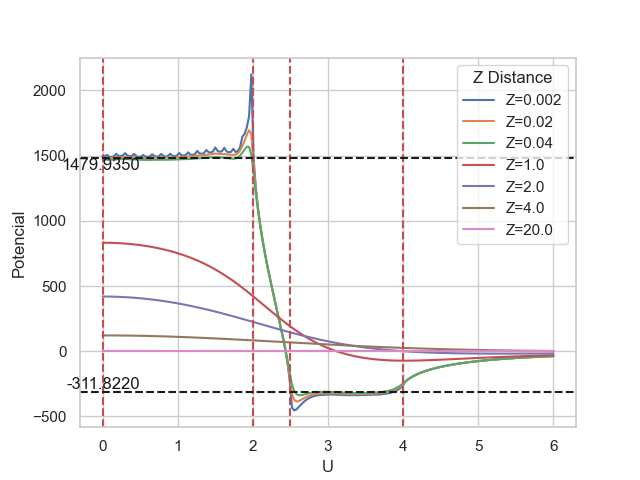 Z Distance
Z=0.002
Z=0.02
Z=0.04
Z=1.0
Z=2.0
Z=4.0
Z=20.0
2000
1500
1479.9350
1000
500
0
-311.8220
−500
Potencial
0 1 2 3 4 5 6
U